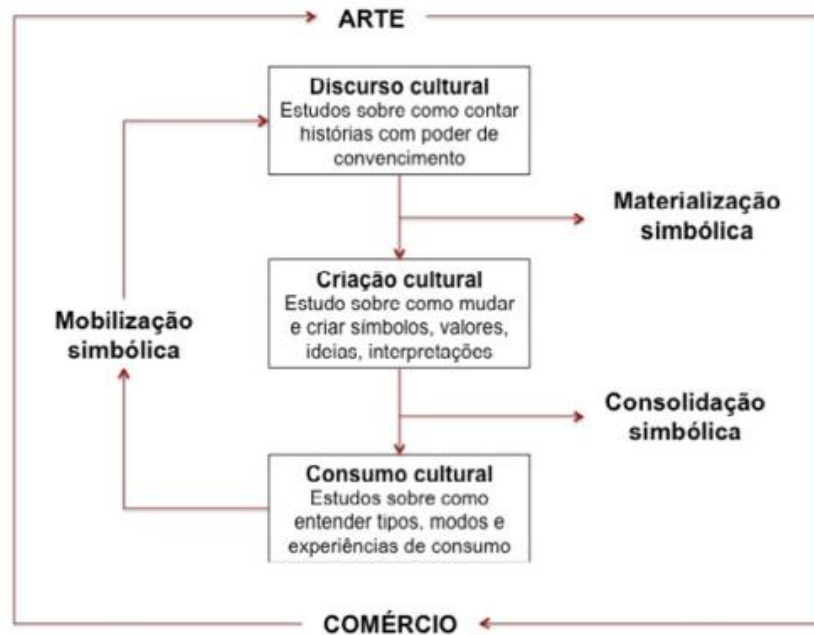 ARTE
Discurso cultural
Estudos sobre como contar
histórias com poder de
convencimento
Materialização
simbólica
Criação cultural
Estudo sobre como mudar
e criar símbolos, valores,
ideias, interpretações
Mobilização
simbólica
Consolidação
simbólica
Consumo cultural
Estudos sobre como
entender tipos, modos e
experiências de consumo
COMÉRCIO